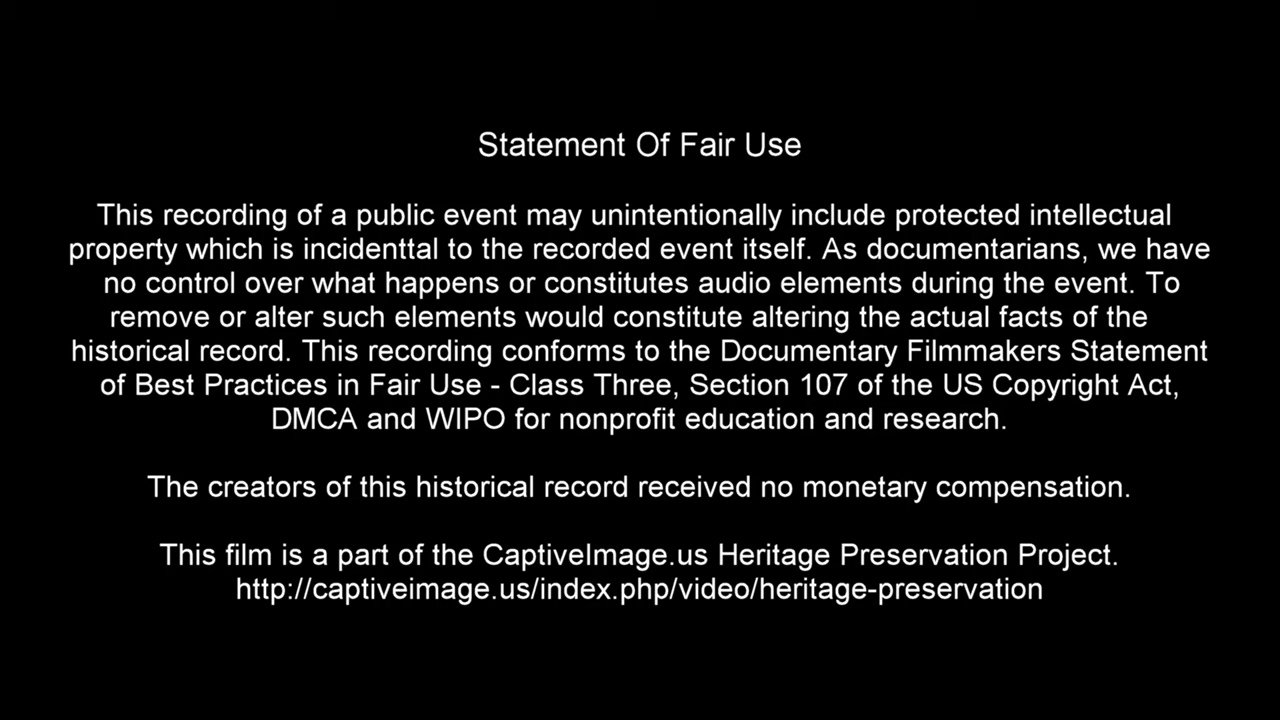 Statement Of Fair Use
This recording of a public event may unintentionally include protected intellectual
property which is incidenttal to the recorded event itself. As documentarians, we have
no control over what happens or constitutes audio elements during the event. To
remove or alter such elements would constitute altering the actual facts of the
historical record. This recording conforms to the Documentary Filmmakers Statement
of Best Practices in Fair Use - Class Three, Section 107 of the US Copyright Act,
DMCA and WIPO for nonprofit education and research.
The creators of this historical record received no monetary compensation.
This film is a part of the CaptiveImage.us Heritage Preservation Project.
http://captiveimage.us/index.php/video/heritage-preservation